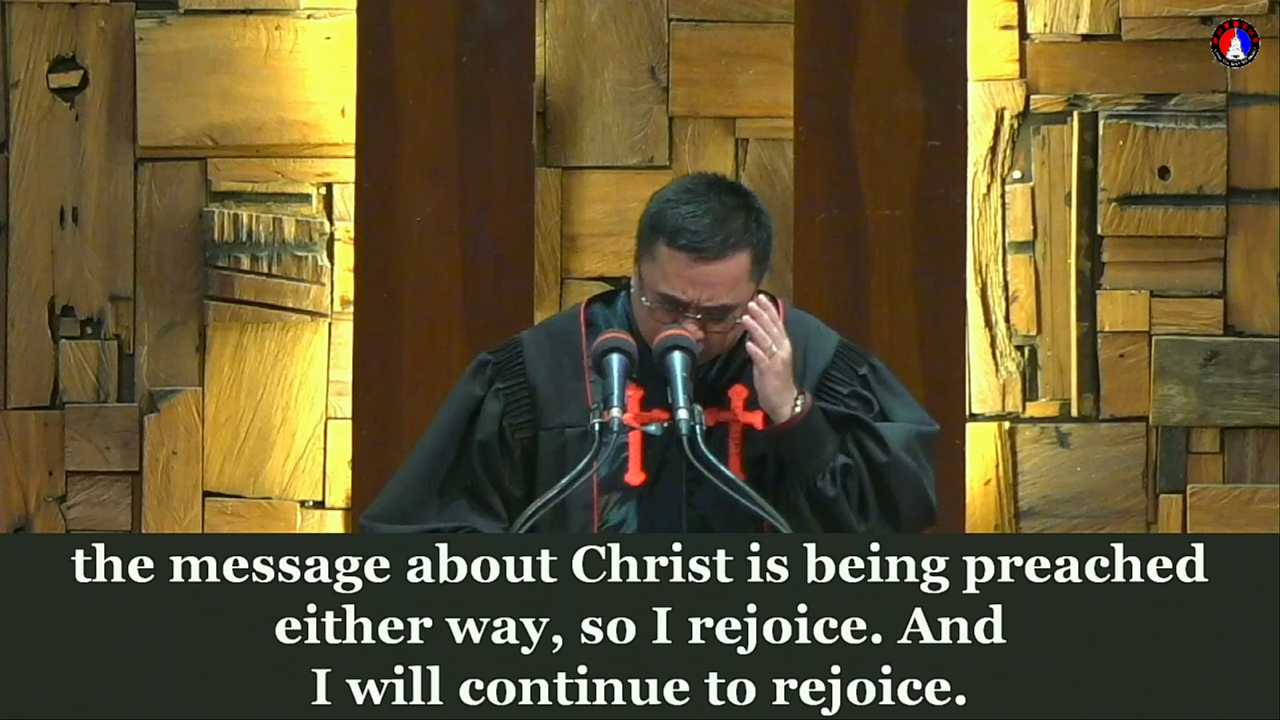 the message about Christ is being preached
either way, so I rejoice. And
I will continue to rejoice.